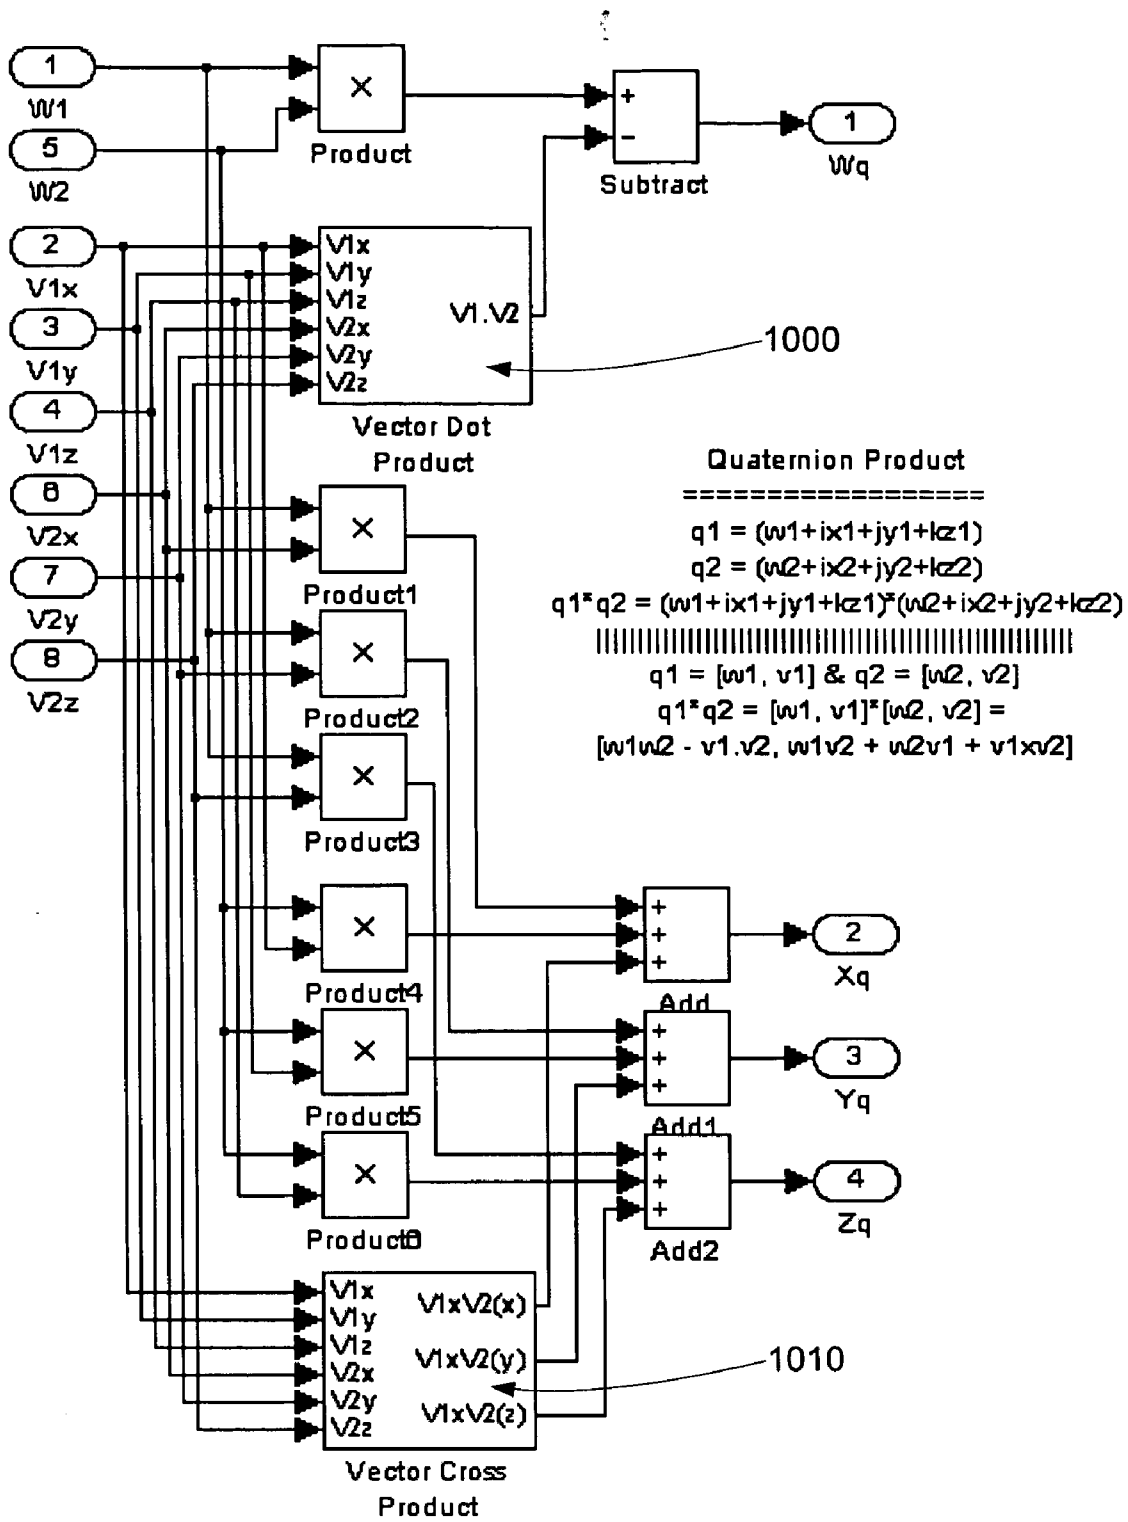 1
W1
5
W2
2
V1x
3
V1y
4
V1z
6
V2x
7
V2y
8
V2z
×
Product
+
−
Subtract
1
Wq
V1x
V1y
V1z
V2x
V2y
V2z
V1.V2
1000
Vector Dot
Product
Quaternion Product
==================
q1 = (w1+ix1+jy1+kz1)
q2 = (w2+ix2+jy2+kz2)
q1*q2 = (w1+ix1+jy1+kz1)*(w2+ix2+jy2+kz2)
q1 = [w1, v1] & q2 = [w2, v2]
q1*q2 = [w1, v1]*[w2, v2] =
[w1w2 - v1.v2, w1v2 + w2v1 + v1xv2]
×
Product1
×
Product2
×
Product3
×
Product4
×
Product5
×
Product6
+
+
+
Add
2
Xq
+
+
+
Add1
3
Yq
+
+
+
Add2
4
Zq
V1x
V1y
V1z
V2x
V2y
V2z
V1xV2(x)
V1xV2(y)
V1xV2(z)
1010
Vector Cross
Product